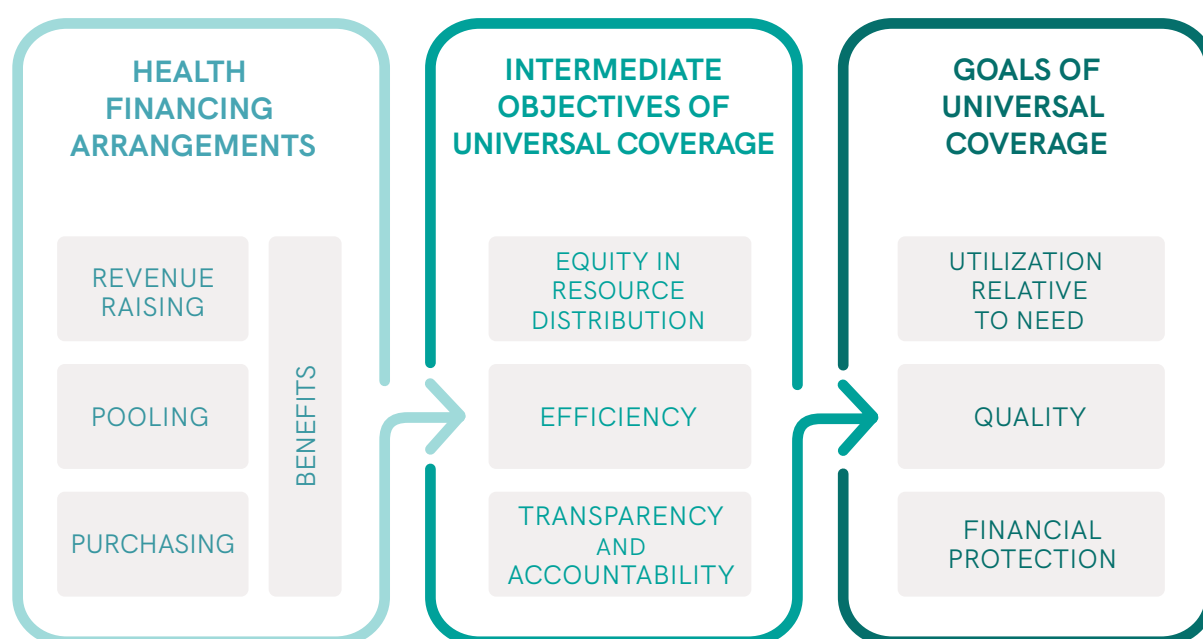 HEALTH
FINANCING
ARRANGEMENTS
REVENUE
RAISING
POOLING
PURCHASING
BENEFITS
INTERMEDIATE
OBJECTIVES OF
UNIVERSAL COVERAGE
EQUITY IN
RESOURCE
DISTRIBUTION
EFFICIENCY
TRANSPARENCY
AND
ACCOUNTABILITY
GOALS OF
UNIVERSAL
COVERAGE
UTILIZATION
RELATIVE
TO NEED
QUALITY
FINANCIAL
PROTECTION